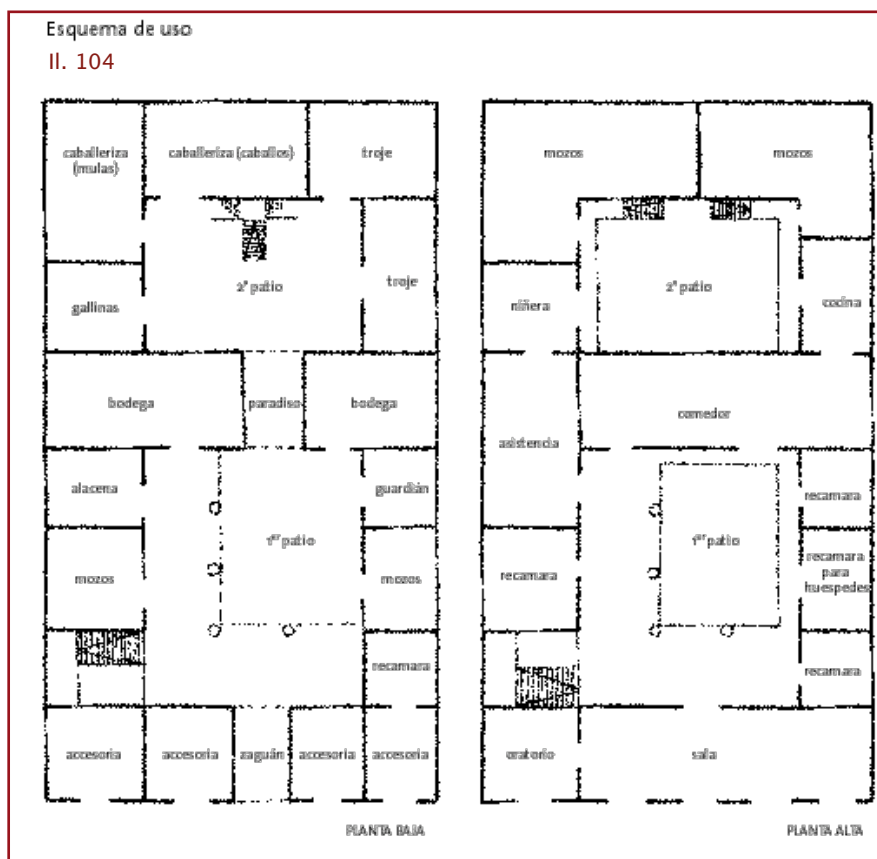 Esquema de uso
Il. 104
caballeriza
(mulas)
caballeriza (caballos)
troje
2º patio
troje
gallinas
bodega
paradiso
bodega
alacena
guardián
1er patio
mozos
mozos
recamara
accesoria
accesoria
zaguán
accesoria
accesoria
PLANTA BAJA
mozos
mozos
2º patio
niñera
cocina
comedor
asistencia
recamara
1er patio
recamara
recamara
para
huespedes
recamara
oratorio
sala
PLANTA ALTA